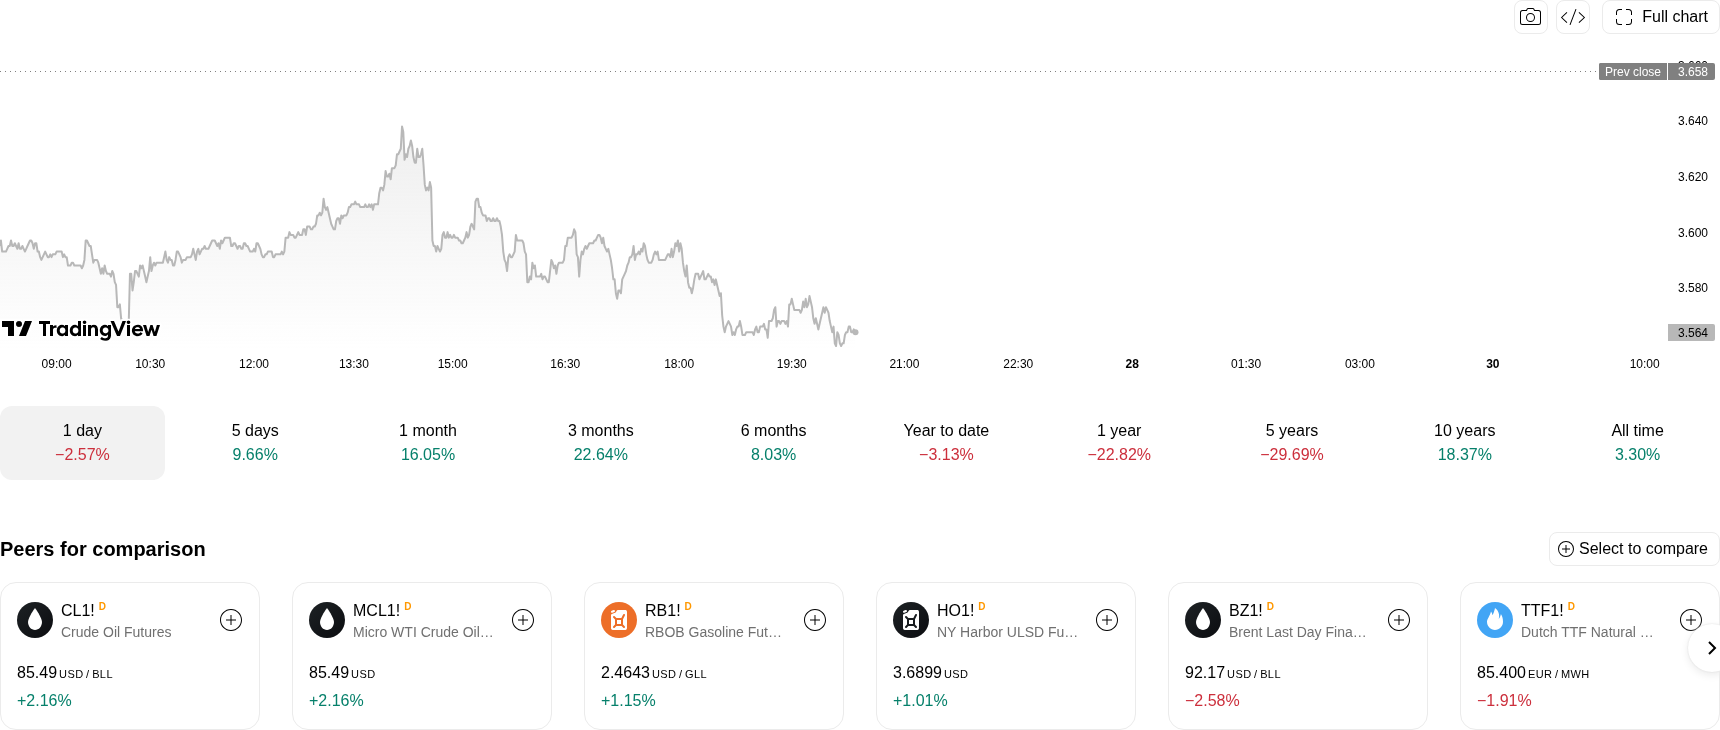 Full chart
Prev close 3.658
3.640
3.620
3.600
3.580
3.564
TradingView
09:00 10:30 12:00 13:30 15:00 16:30 18:00 19:30 21:00 22:30 28 01:30 03:00 30 10:00
1 day 5 days 1 month 3 months 6 months Year to date 1 year 5 years 10 years All time
−2.57% 9.66% 16.05% 22.64% 8.03% −3.13% −22.82% −29.69% 18.37% 3.30%
Peers for comparison
Select to compare
CL1! D
Crude Oil Futures
85.49 USD / BLL
+2.16%
MCL1! D
Micro WTI Crude Oil…
85.49 USD
+2.16%
RB1! D
RBOB Gasoline Fut…
2.4643 USD / GLL
+1.15%
HO1! D
NY Harbor ULSD Fu…
3.6899 USD
+1.01%
BZ1! D
Brent Last Day Fina…
92.17 USD / BLL
−2.58%
TTF1! D
Dutch TTF Natural …
85.400 EUR / MWH
−1.91%